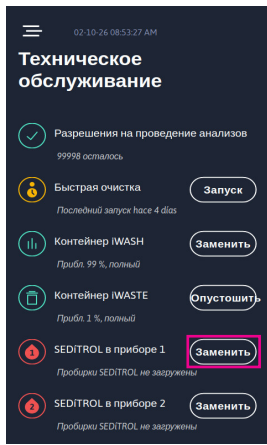 02-10-26 08:53:27 AM
Техническое
обслуживание
Разрешения на проведение анализов
99998 осталось
Быстрая очистка
Запуск
Последний запуск hace 4 días
Контейнер iWASH
Заменить
Прибл. 99 %, полный
Контейнер iWASTE
Опустошить
Прибл. 1 %, полный
SEDiTROL в приборе 1
Заменить
1
Пробирки SEDiTROL не загружены
SEDiTROL в приборе 2
Заменить
2
Пробирки SEDiTROL не загружены